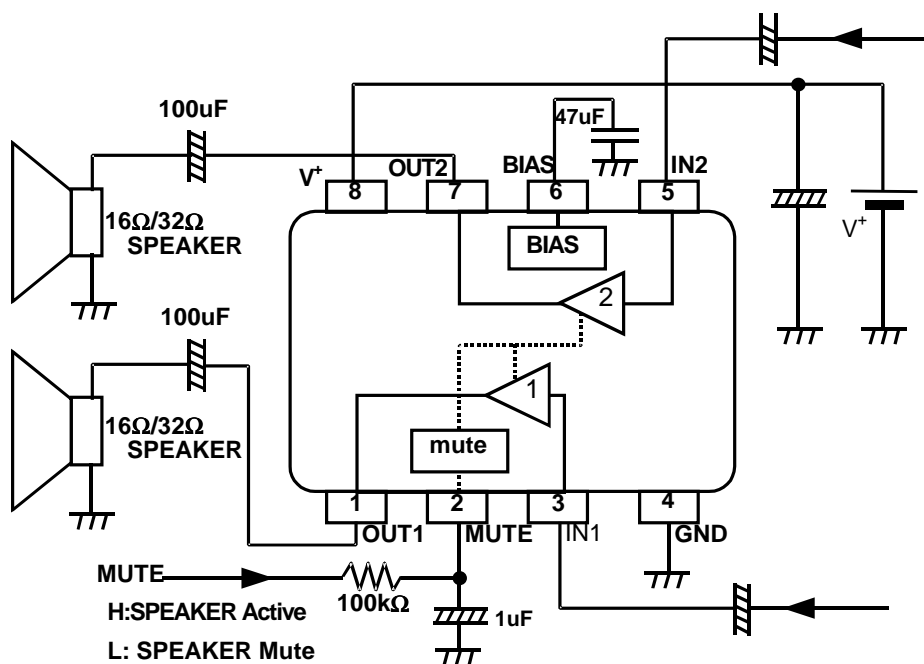 100uF
47uF
V+
OUT2
BIAS
IN2
8
7
6
5
16Ω/32Ω
SPEAKER
BIAS
V+
2
100uF
1
16Ω/32Ω
SPEAKER
mute
1
2
3
4
OUT1
MUTE
IN1
GND
MUTE
100kΩ
H:SPEAKER Active
1uF
L: SPEAKER Mute